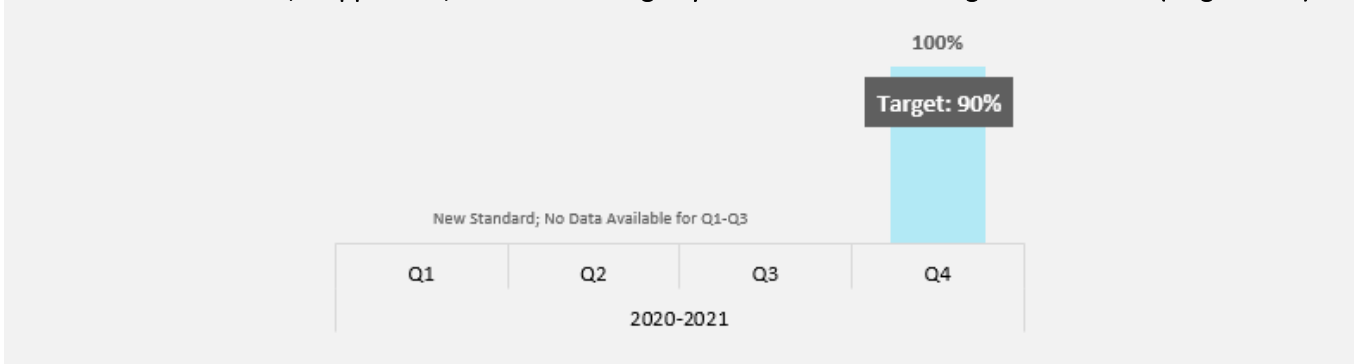 100%
Target: 90%
New Standard; No Data Available for Q1-Q3
Q1 Q2 Q3 Q4
2020-2021